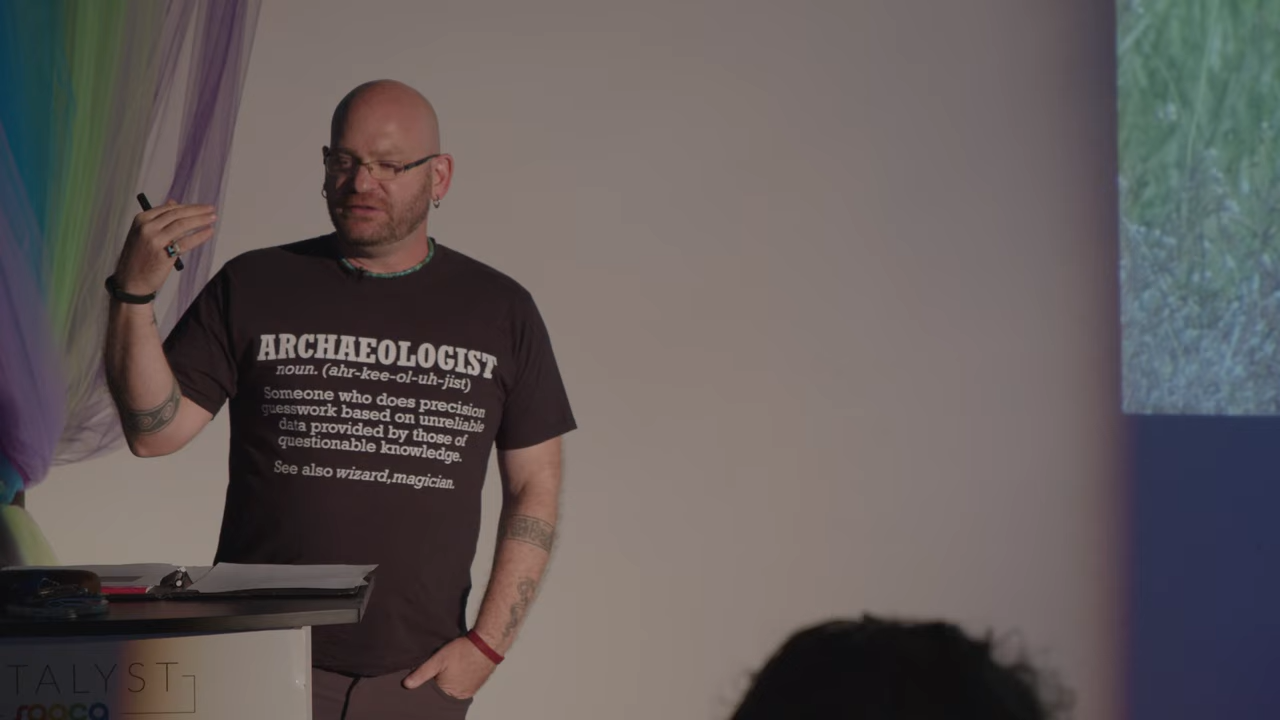 ARCHAEOLOGIST
noun. (ahr-kee-ol-uh-jist)
Someone who does precision
guesswork based on unreliable
data provided by those of
questionable knowledge.
See also wizard,magician.
TALYST